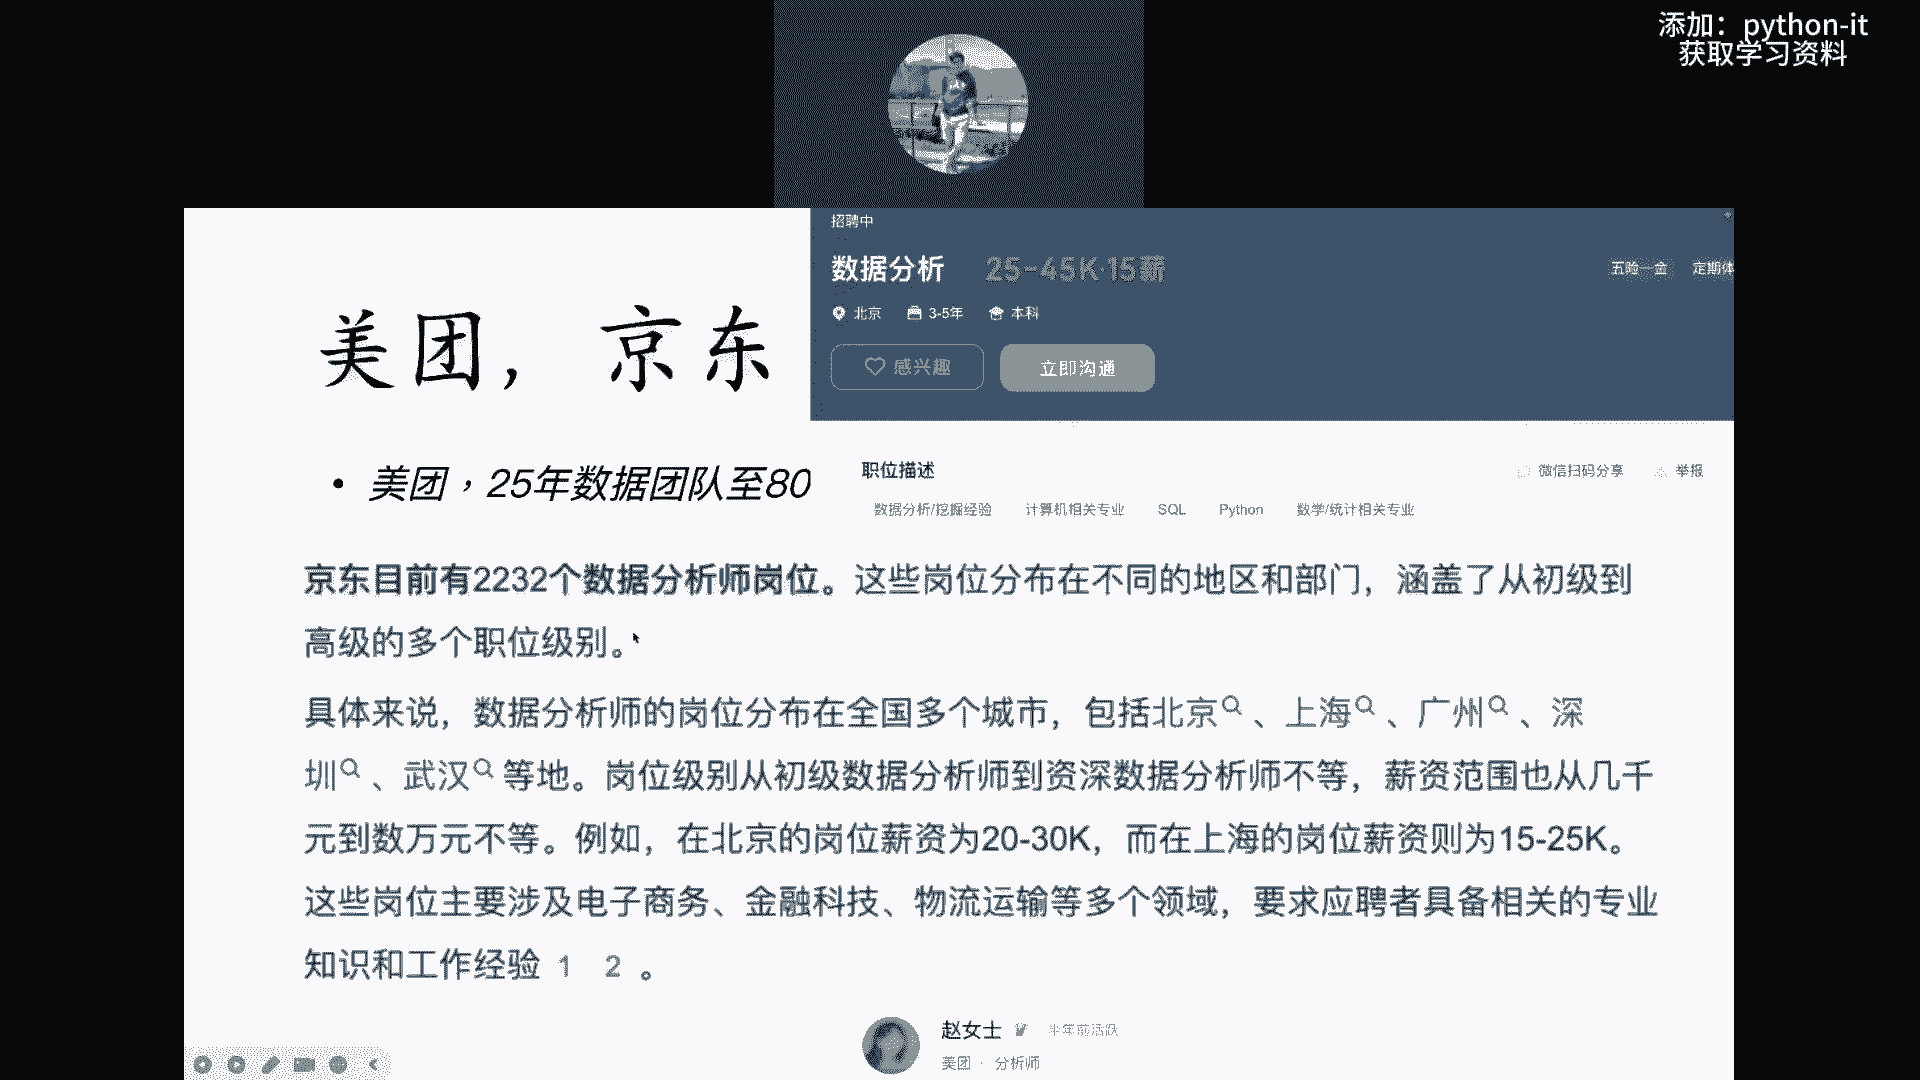 添加：python-it
获取学习资料
招聘中
数据分析 25-45K·15薪
五险一金 定期体
北京 3-5年 本科
感兴趣 立即沟通
美团， 京东
• 美团，25年数据团队至80
职位描述
微信扫码分享 举报
数据分析/挖掘经验 计算机相关专业 SQL Python 数学/统计相关专业
京东目前有2232个数据分析师岗位。这些岗位分布在不同的地区和部门，涵盖了从初级到
高级的多个职位级别。
具体来说，数据分析师的岗位分布在全国多个城市，包括北京、上海、广州、深
圳、武汉等地。岗位级别从初级数据分析师到资深数据分析师不等，薪资范围也从几千
元到数万元不等。例如，在北京的岗位薪资为20-30K，而在上海的岗位薪资则为15-25K。
这些岗位主要涉及电子商务、金融科技、物流运输等多个领域，要求应聘者具备相关的专业
知识和工作经验 1 2 。
赵女士 半年前活跃
美团 · 分析师